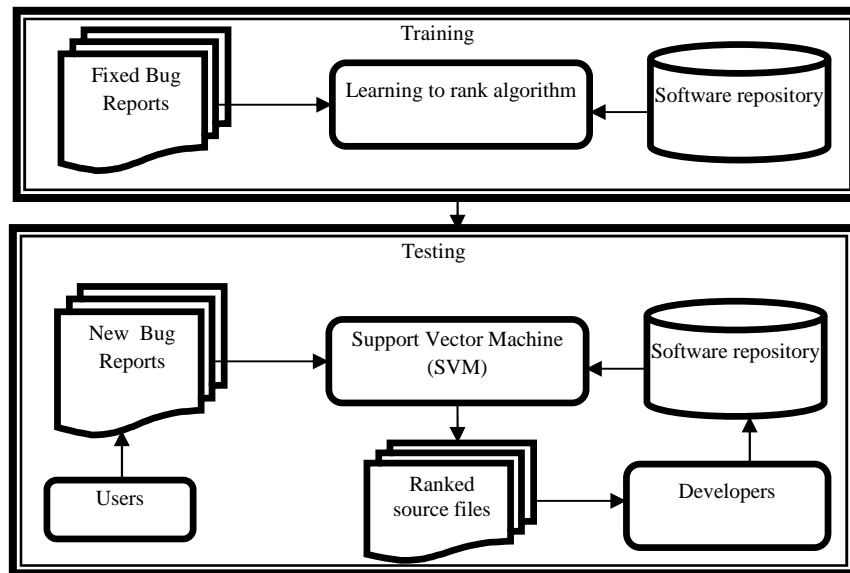 Training
Fixed Bug
Reports
Learning to rank algorithm
Software repository
Testing
New Bug
Reports
Support Vector Machine
(SVM)
Software repository
Users
Ranked
source files
Developers